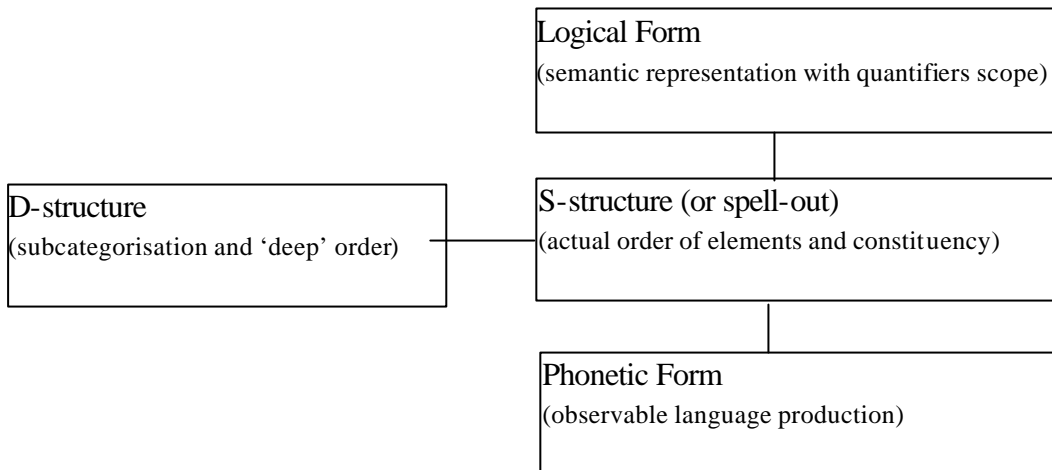 Logical Form
(semantic representation with quantifiers scope)
D-structure
(subcategorisation and ‘deep’ order)
S-structure (or spell-out)
(actual order of elements and constituency)
Phonetic Form
(observable language production)